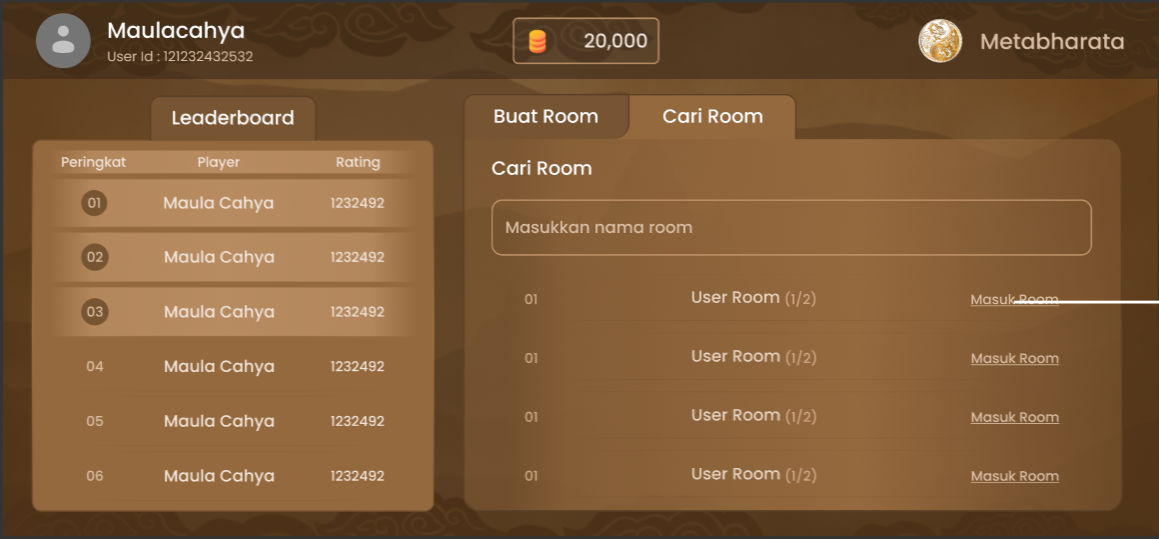 Maulacahya
User Id : 121232432532
20,000
Metabharata
Leaderboard
Peringkat Player Rating
01 Maula Cahya 1232492
02 Maula Cahya 1232492
03 Maula Cahya 1232492
04 Maula Cahya 1232492
05 Maula Cahya 1232492
06 Maula Cahya 1232492
Buat Room Cari Room
Cari Room
Masukkan nama room
01 User Room (1/2) Masuk Room
01 User Room (1/2) Masuk Room
01 User Room (1/2) Masuk Room
01 User Room (1/2) Masuk Room